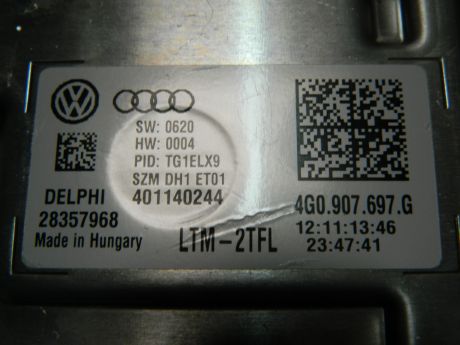 SW: 0620
HW: 0004
PID: TG1ELX9
SZM DH1 ET01
DELPHI 401140244 4G0.907.697.G
28357968 12:11:13:46
Made in Hungary LTM-2TFL 23:47:41